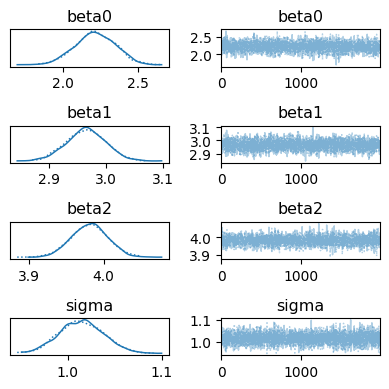 beta0 beta0
2.5
2.0
2.0 2.5 0 1000
beta1 beta1
3.1
3.0
2.9
2.9 3.0 3.1 0 1000
beta2 beta2
4.0
3.9
3.9 4.0 0 1000
sigma sigma
1.1
1.0
1.0 1.1 0 1000